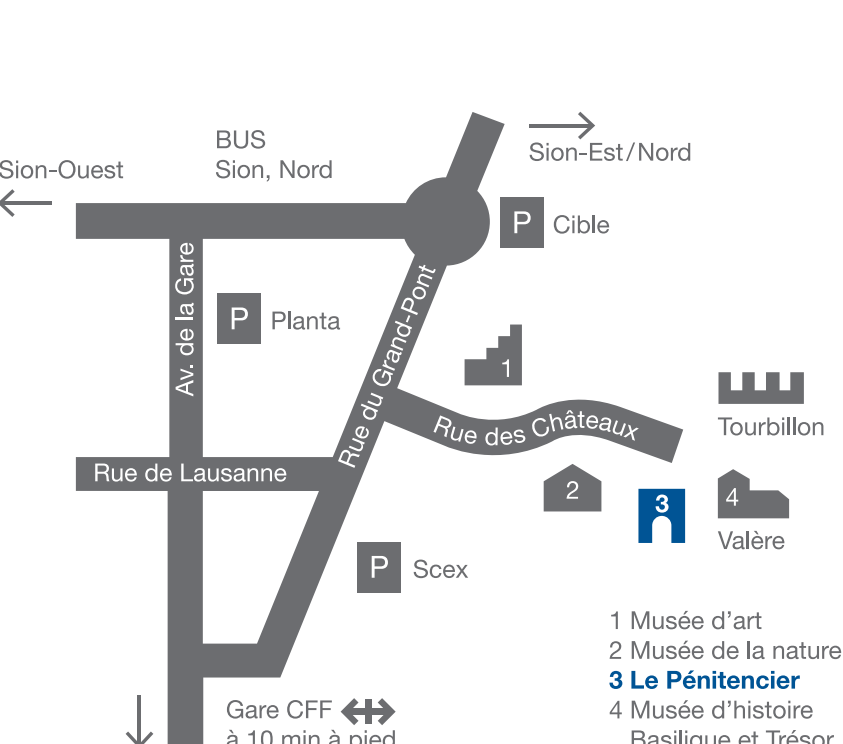 BUS
Sion, Nord
Sion-Ouest
Sion-Est/Nord
P Cible
Av. de la Gare
P Planta
Rue du Grand-Pont
1
Rue des Châteaux
Tourbillon
Rue de Lausanne
2
3
4
Valère
P Scex
1 Musée d'art
2 Musée de la nature
3 Le Pénitencier
4 Musée d'histoire
Basilique et Trésor
Gare CFF
à 10 min à pied